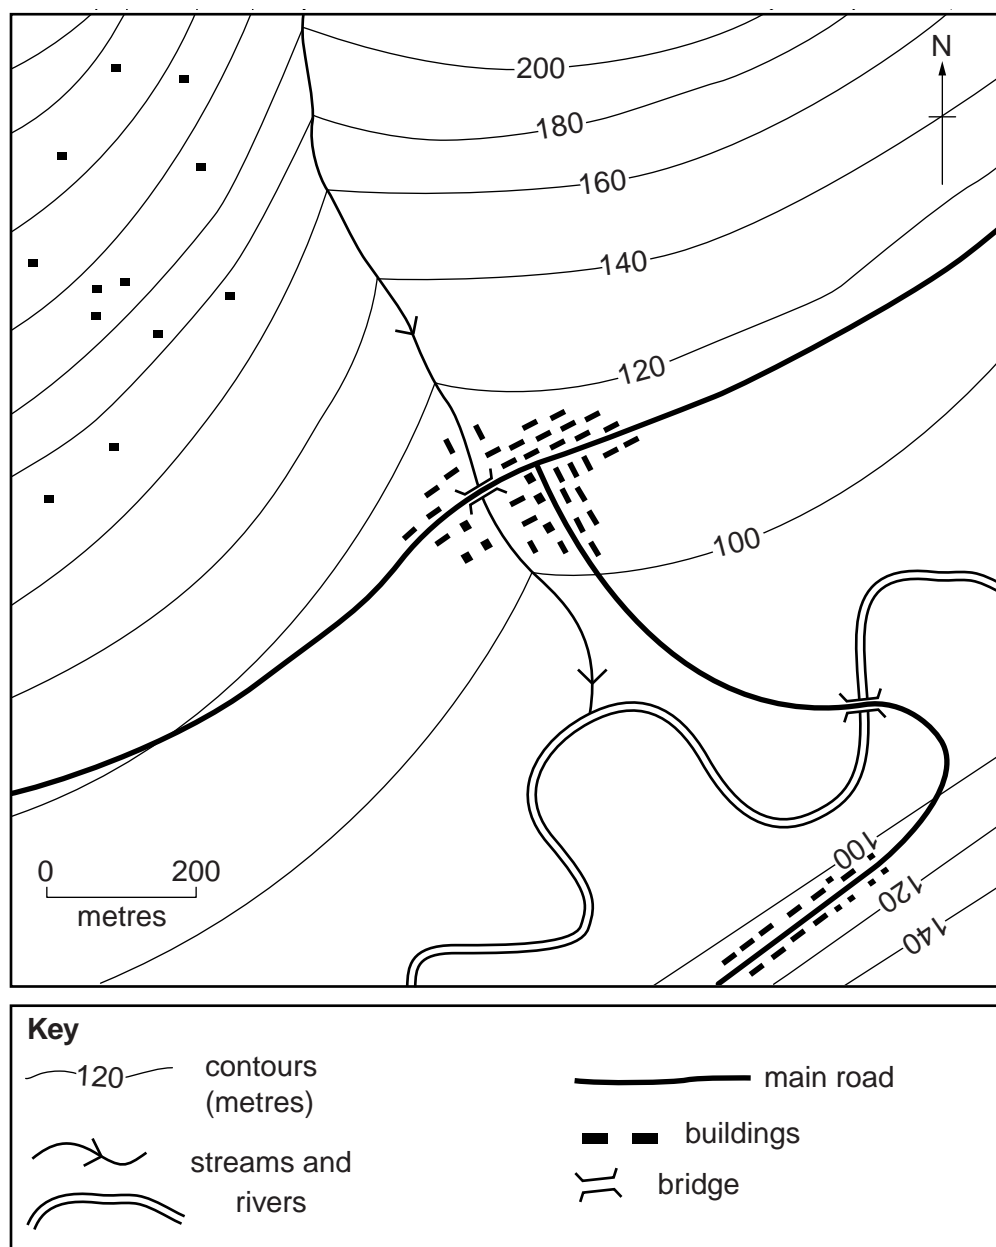 N
200
180
160
140
120
100
0 200
metres
100
120
140
Key
120
contours
(metres)
main road
buildings
streams and
rivers
bridge